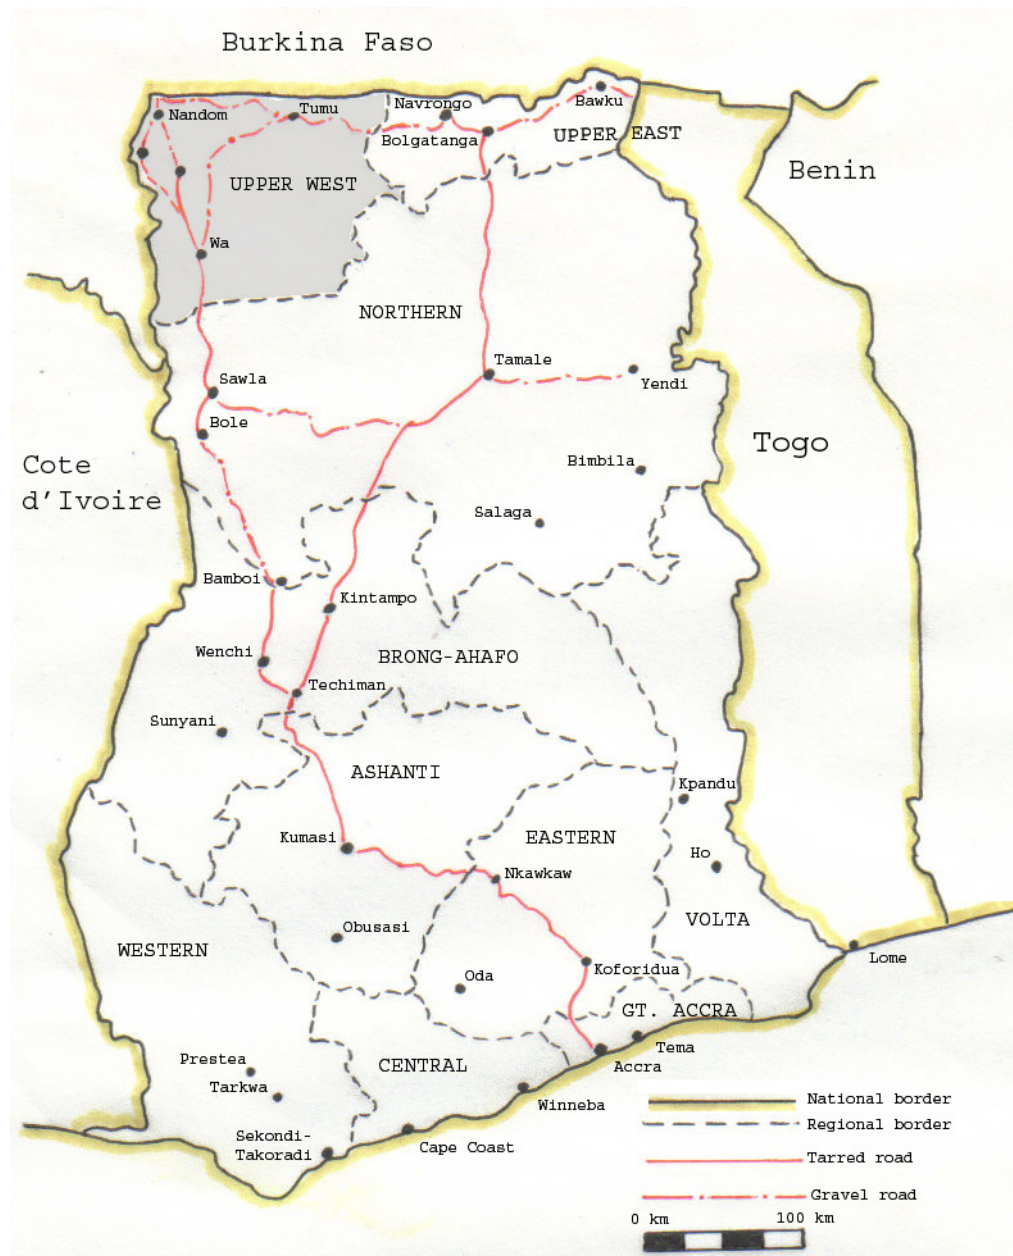 Burkina Faso
Nandom
Tumu
Navrongo
Bawku
Bolgatanga
UPPER EAST
Benin
UPPER WEST
Wa
NORTHERN
Tamale
Yendi
Sawla
Bole
Togo
Cote
d'Ivoire
Bimbila
Salaga
Bamboi
Kintampo
Wenchi
BRONG-AHAFO
Techiman
Sunyani
ASHANTI
Kpandu
Kumasi
EASTERN
Ho
Nkawkaw
VOLTA
Obusasi
WESTERN
Lome
Koforidua
Oda
GT. ACCRA
Tema
Prestea
CENTRAL
Accra
Tarkwa
Winneba
Sekondi-
Takoradi
Cape Coast
National border
Regional border
Tarred road
Gravel road
0 km
100 km